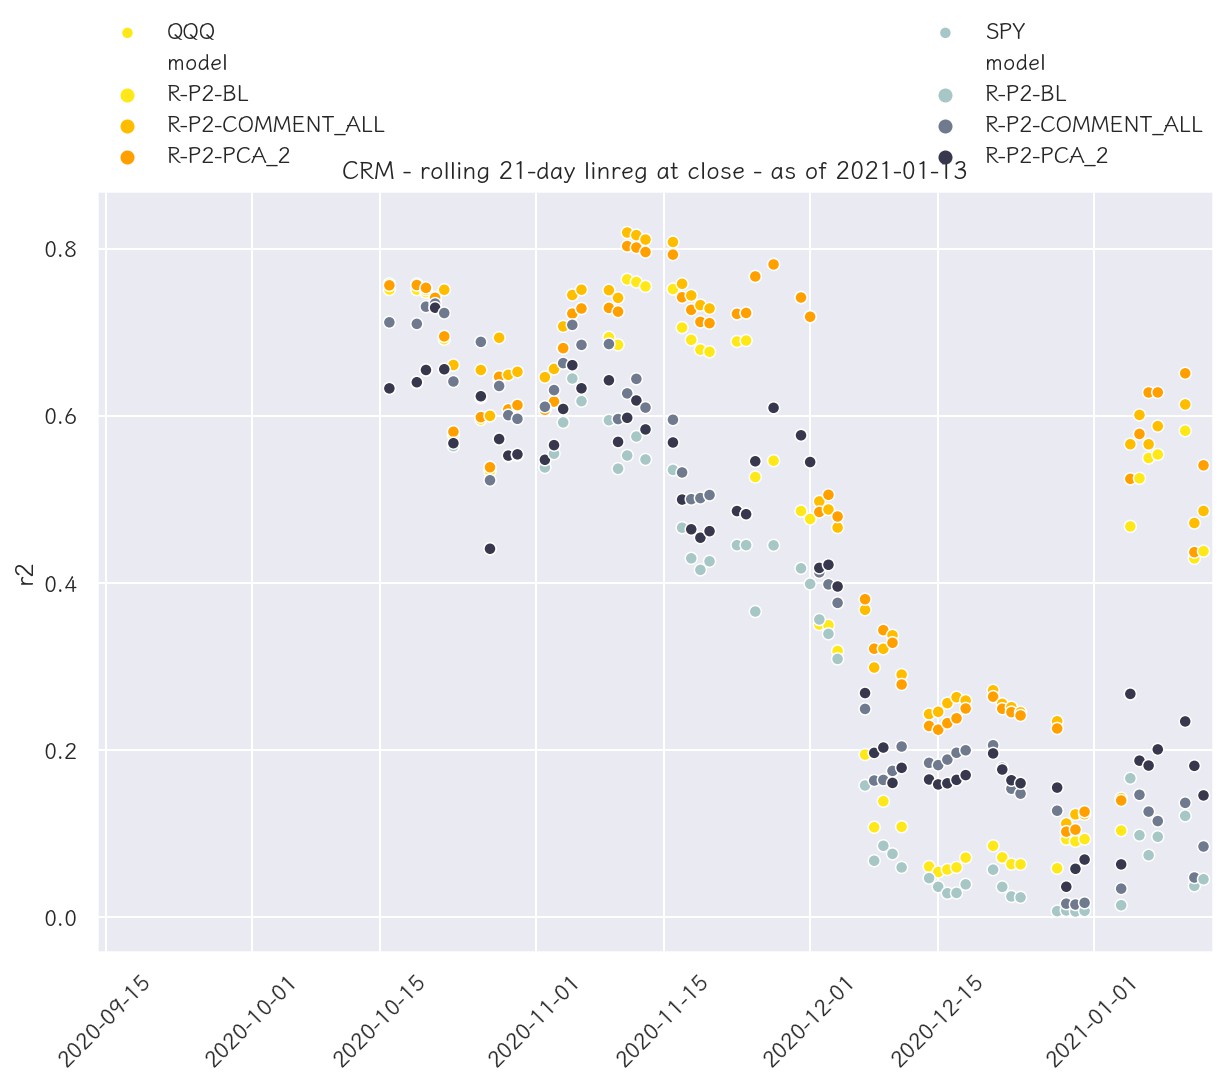 QQQ
model
R-P2-BL
R-P2-COMMENT_ALL
R-P2-PCA_2
SPY
model
R-P2-BL
R-P2-COMMENT_ALL
R-P2-PCA_2
CRM - rolling 21-day linreg at close - as of 2021-01-13
r2
0.8
0.6
0.4
0.2
0.0
2020-09-15
2020-10-01
2020-10-15
2020-11-01
2020-11-15
2020-12-01
2020-12-15
2021-01-01